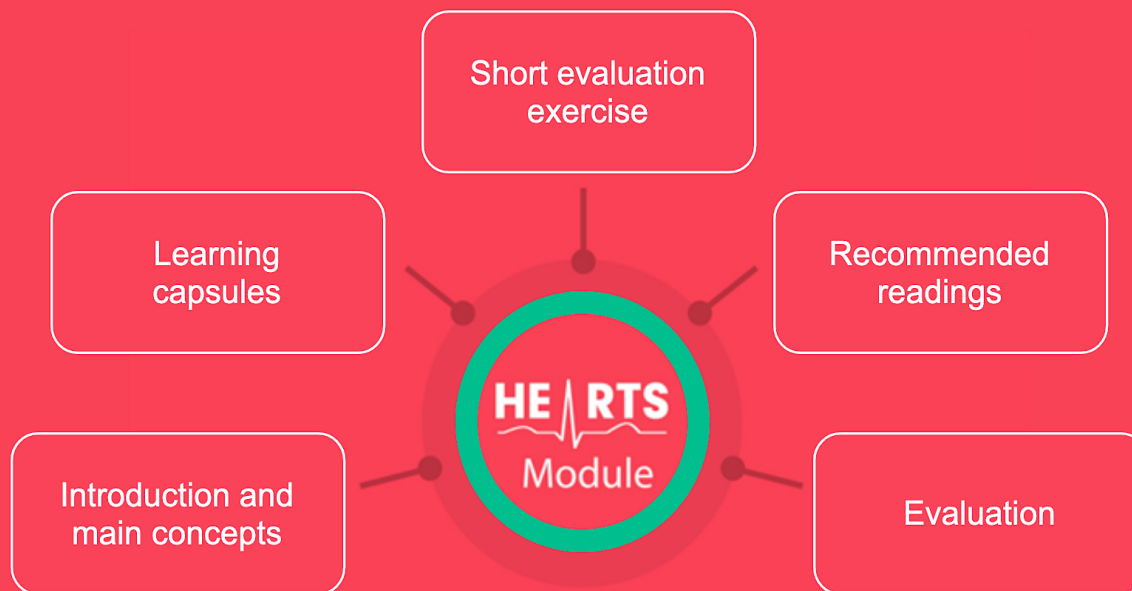 Short evaluation
exercise
Learning
capsules
Recommended
readings
HEARTS
Module
Introduction and
main concepts
Evaluation